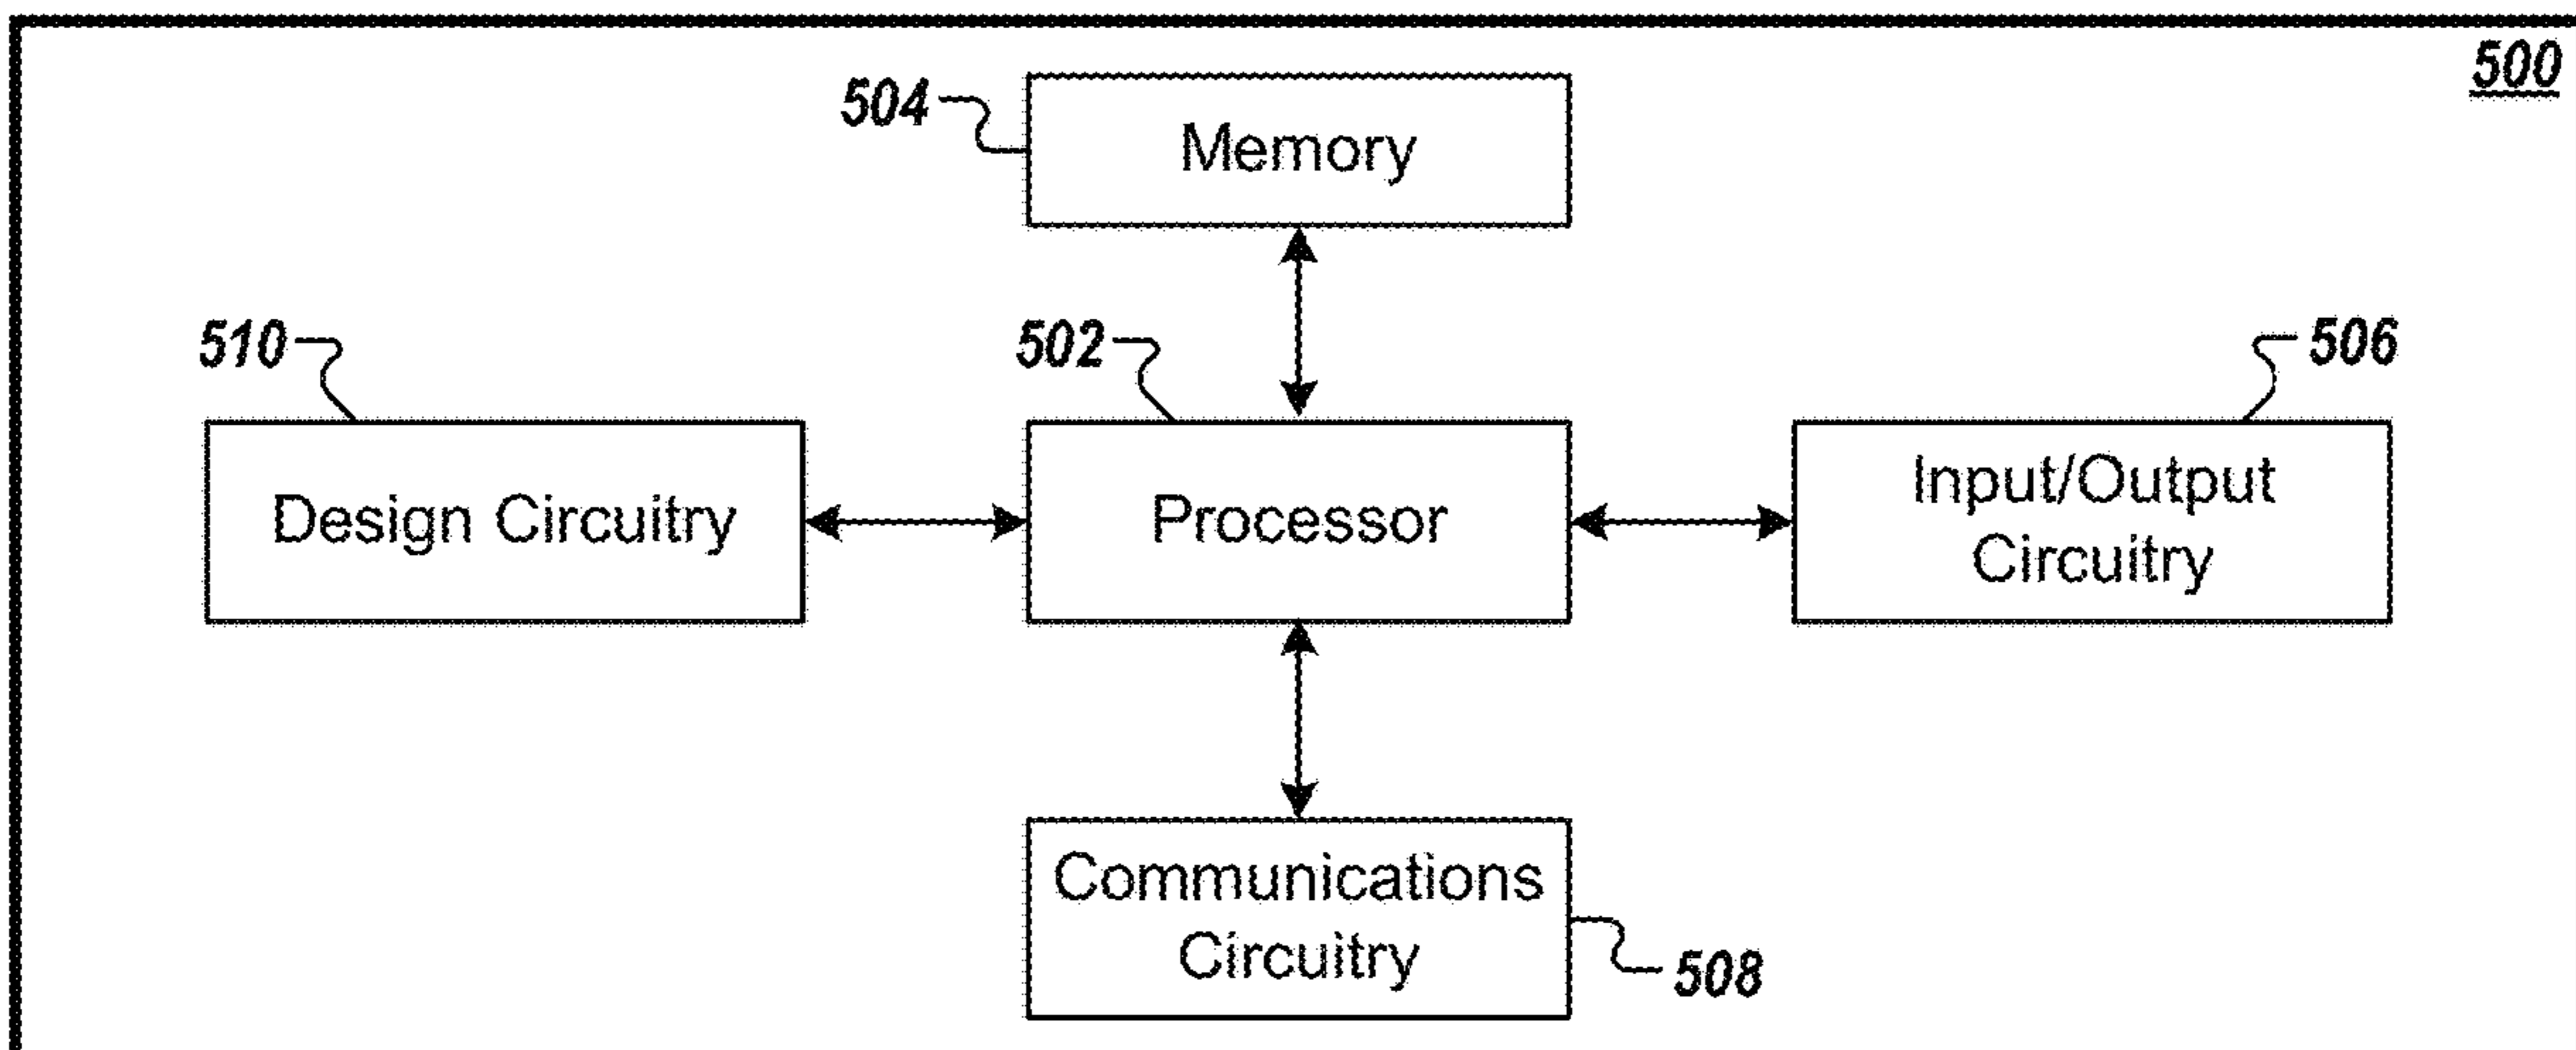 500
504
Memory
510
502
506
Design Circuitry
Processor
Input/Output
Circuitry
Communications
Circuitry
508